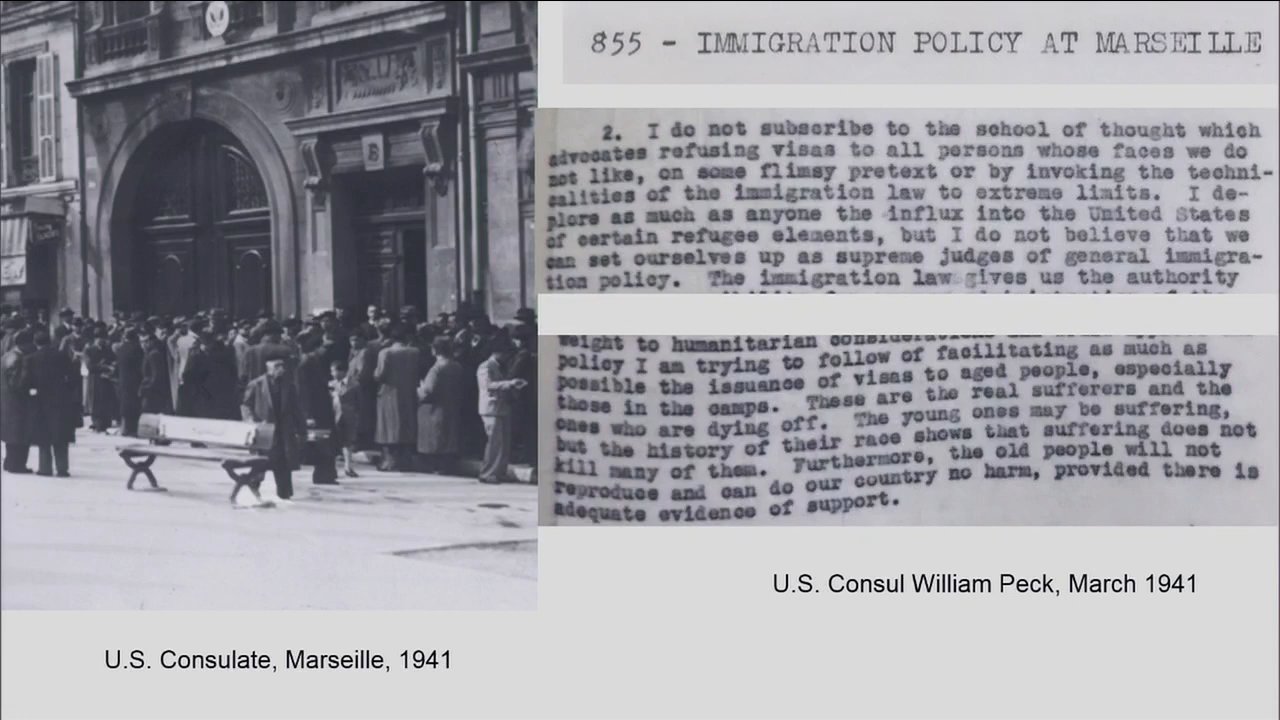 855 - IMMIGRATION POLICY AT MARSEILLE
2. I do not subscribe to the school of thought which
advocates refusing visas to all persons whose faces we do
not like, on some flimsy pretext or by invoking the techni-
calities of the immigration law to extreme limits. I de-
plore as much as anyone the influx into the United States
of certain refugee elements, but I do not believe that we
can set ourselves up as supreme judges of general immigra-
tion policy. The immigration law gives us the authority
weight to humanitarian considerations
policy I am trying to follow of facilitating as much as
possible the issuance of visas to aged people, especially
those in the camps. These are the real sufferers and the
ones who are dying off. The young ones may be suffering,
but the history of their race shows that suffering does not
kill many of them. Furthermore, the old people will not
reproduce and can do our country no harm, provided there is
adequate evidence of support.
U.S. Consul William Peck, March 1941
U.S. Consulate, Marseille, 1941